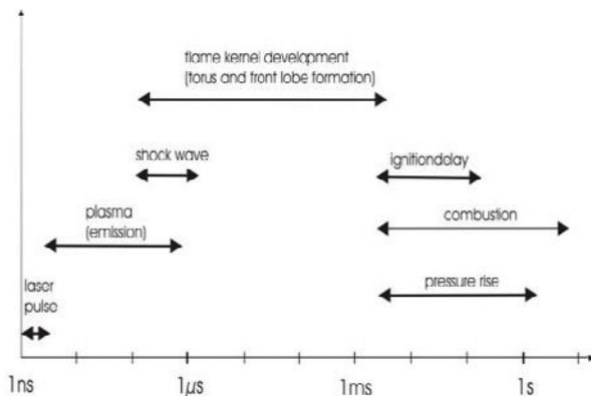 flame kernel development
(torus and front lobe formation)
shock wave
ignitiondelay
plasma
(emission)
combustion
laser
pulse
pressure rise
1ns
1μs
1ms
1s